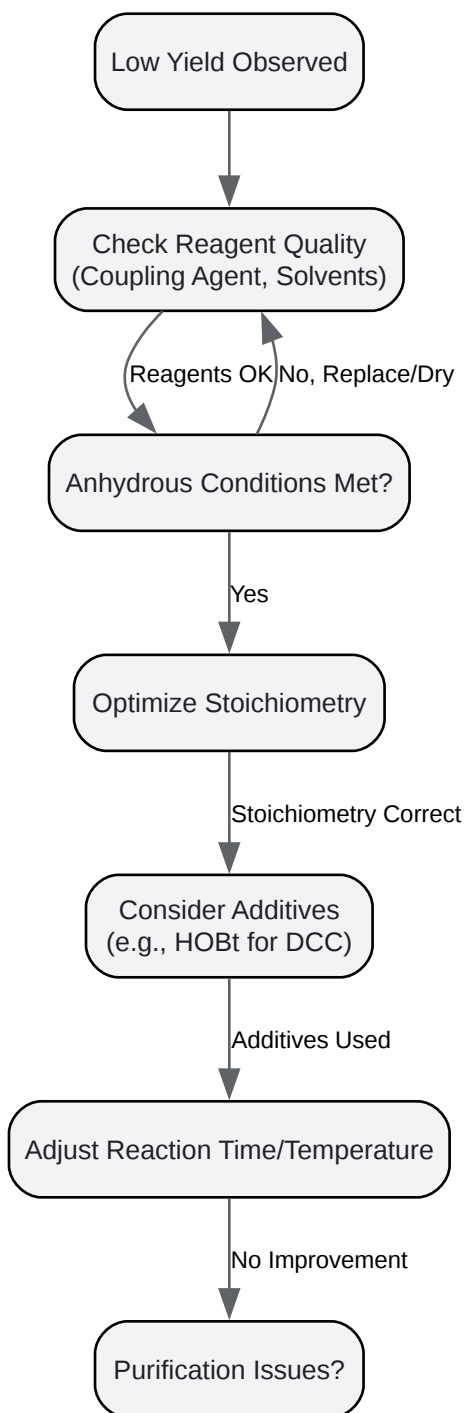 Low Yield Observed
Check Reagent Quality
(Coupling Agent, Solvents)
Reagents OK
No, Replace/Dry
Anhydrous Conditions Met?
Yes
Optimize Stoichiometry
Stoichiometry Correct
Consider Additives
(e.g., HOBt for DCC)
Additives Used
Adjust Reaction Time/Temperature
No Improvement
Purification Issues?